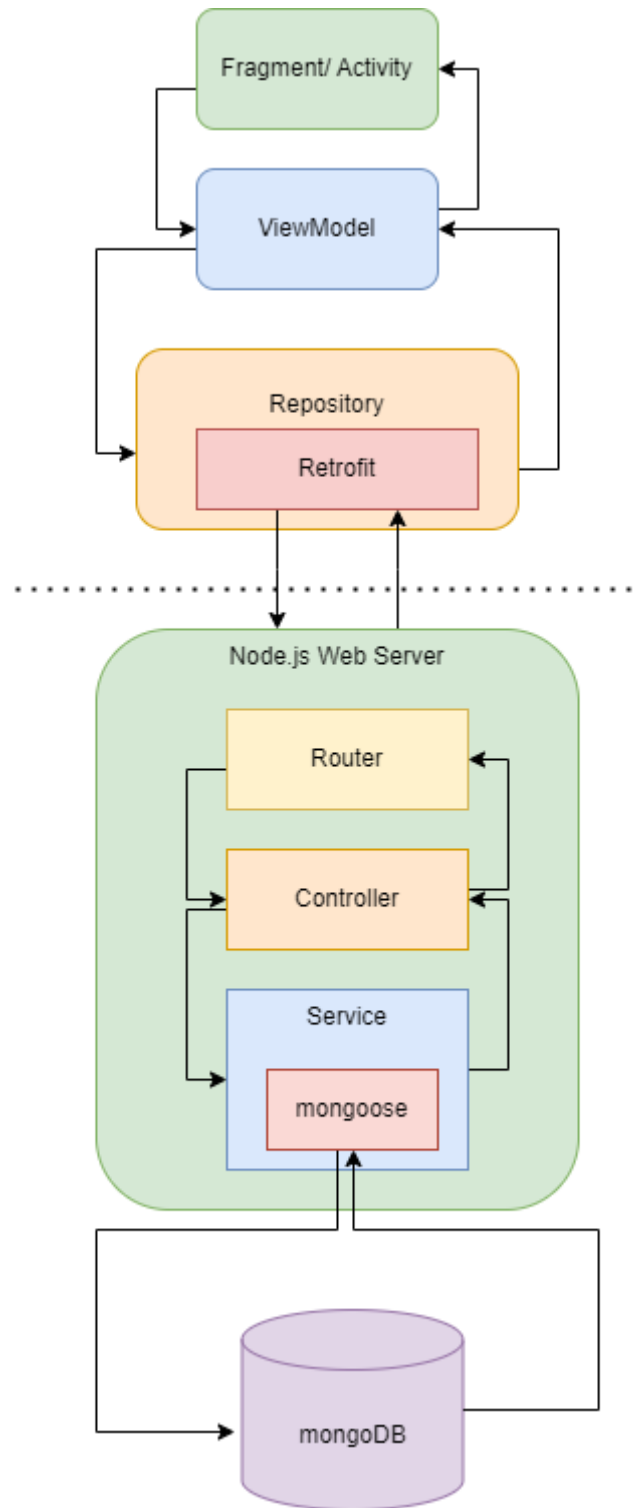 Fragment/ Activity
ViewModel
Repository
Retrofit
Node.js Web Server
Router
Controller
Service
mongoose
mongoDB